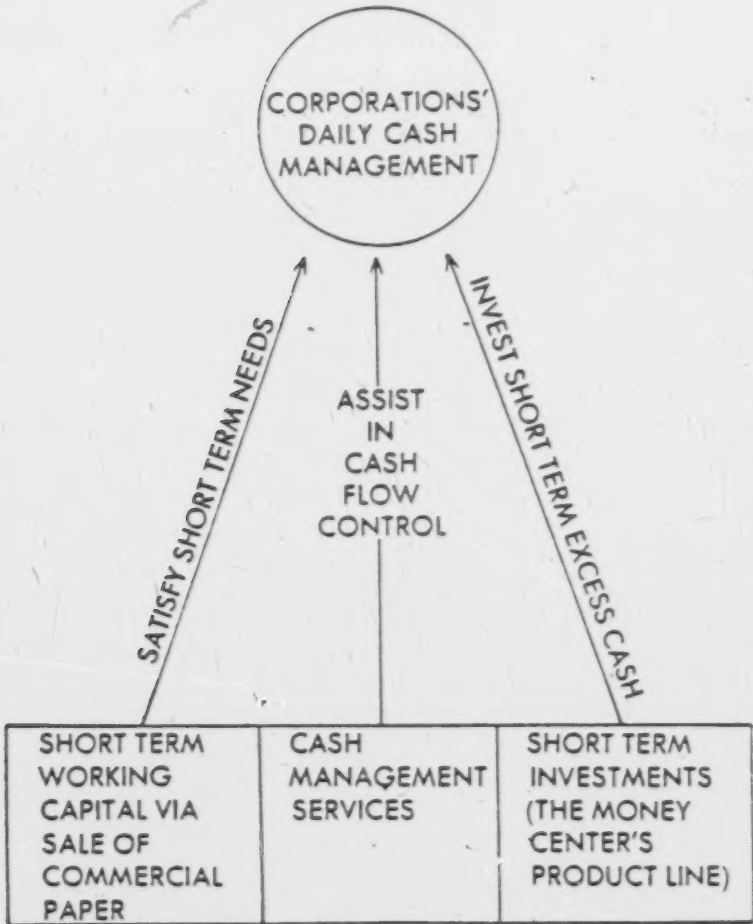 CORPORATIONS'
DAILY CASH
MANAGEMENT
SATISFY SHORT TERM NEEDS
ASSIST
IN
CASH
FLOW
CONTROL
INVEST SHORT TERM EXCESS CASH
SHORT TERM
WORKING
CAPITAL VIA
SALE OF
COMMERCIAL
PAPER
CASH
MANAGEMENT
SERVICES
SHORT TERM
INVESTMENTS
(THE MONEY
CENTER'S
PRODUCT LINE)